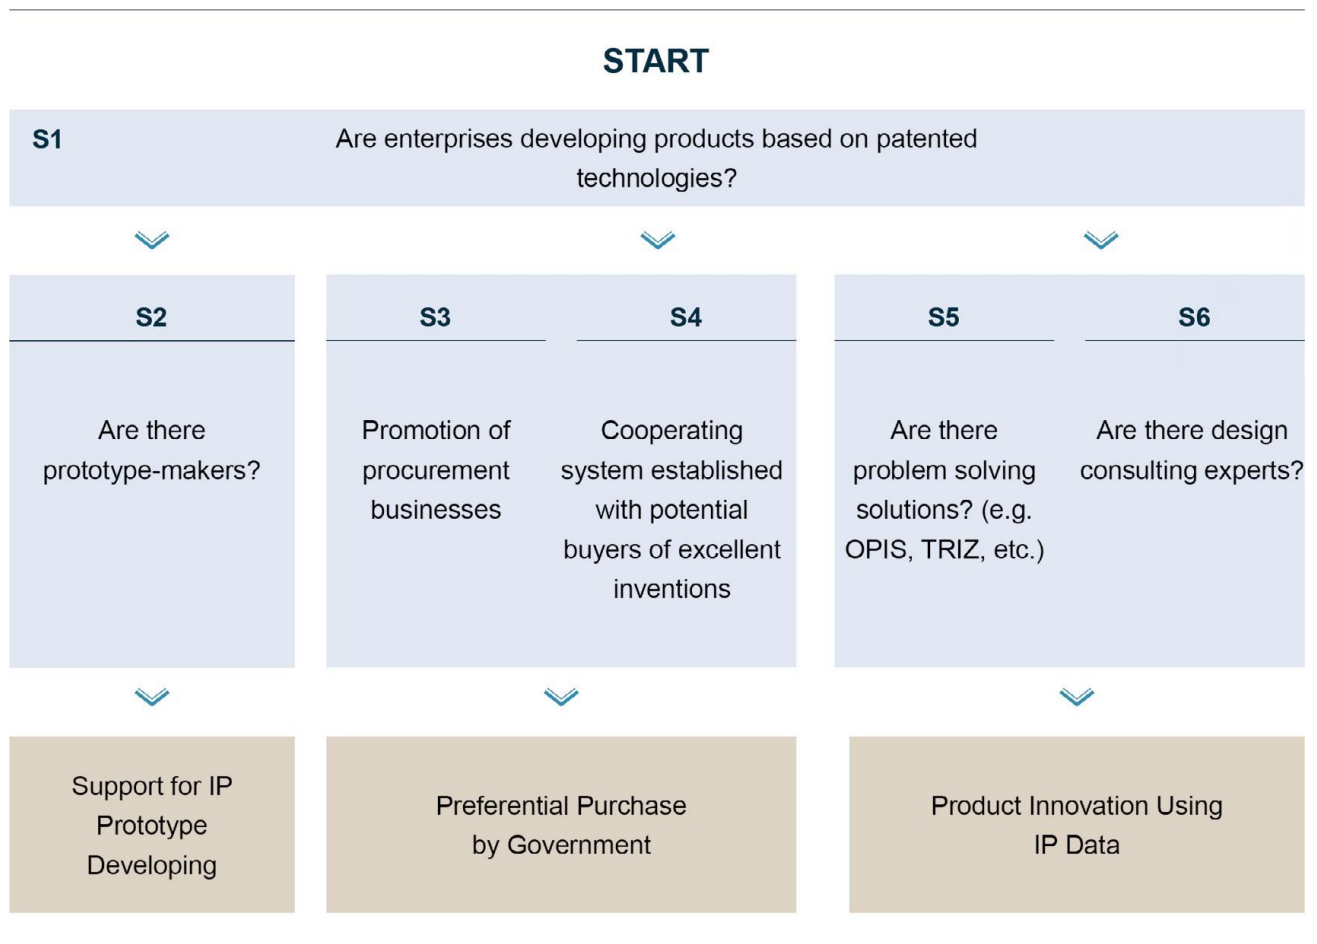 START
S1
Are enterprises developing products based on patented
technologies?
S2
Are there
prototype-makers?
S3
Promotion of
procurement
businesses
S4
Cooperating
system established
with potential
buyers of excellent
inventions
S5
Are there
problem solving
solutions? (e.g.
OPIS, TRIZ, etc.)
S6
Are there design
consulting experts?
Support for IP
Prototype
Developing
Preferential Purchase
by Government
Product Innovation Using
IP Data